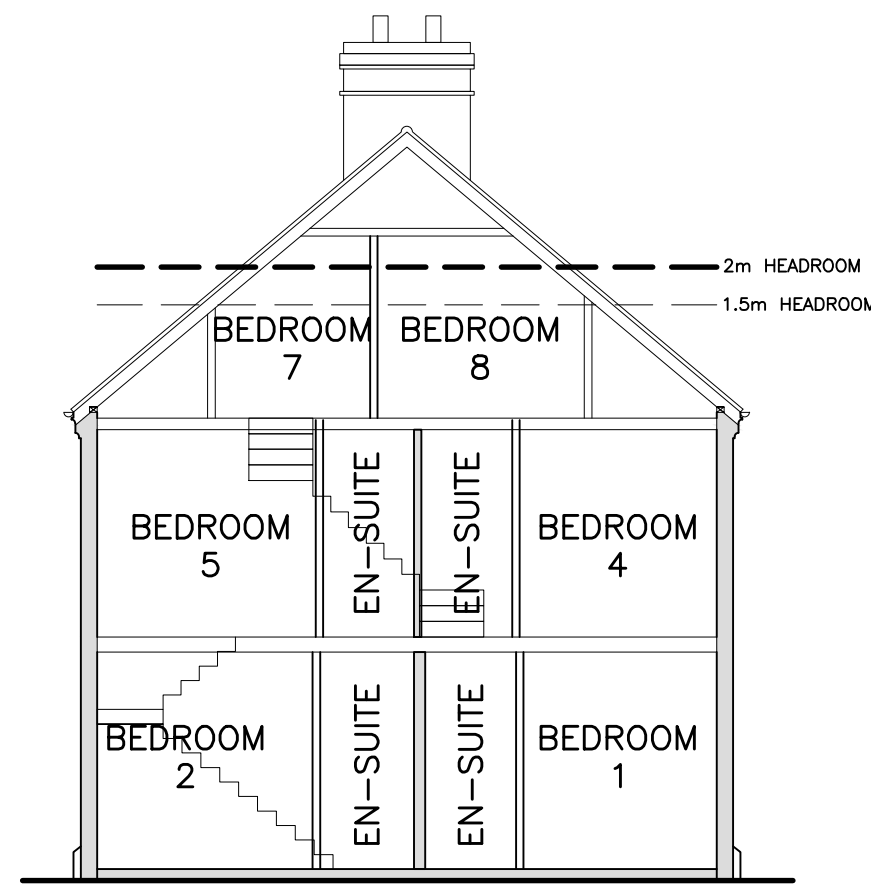 2m HEADROOM
1.5m HEADROOM
BEDROOM
7
BEDROOM
8
BEDROOM
5
EN-SUITE
EN-SUITE
BEDROOM
4
BEDROOM
2
EN-SUITE
EN-SUITE
BEDROOM
1